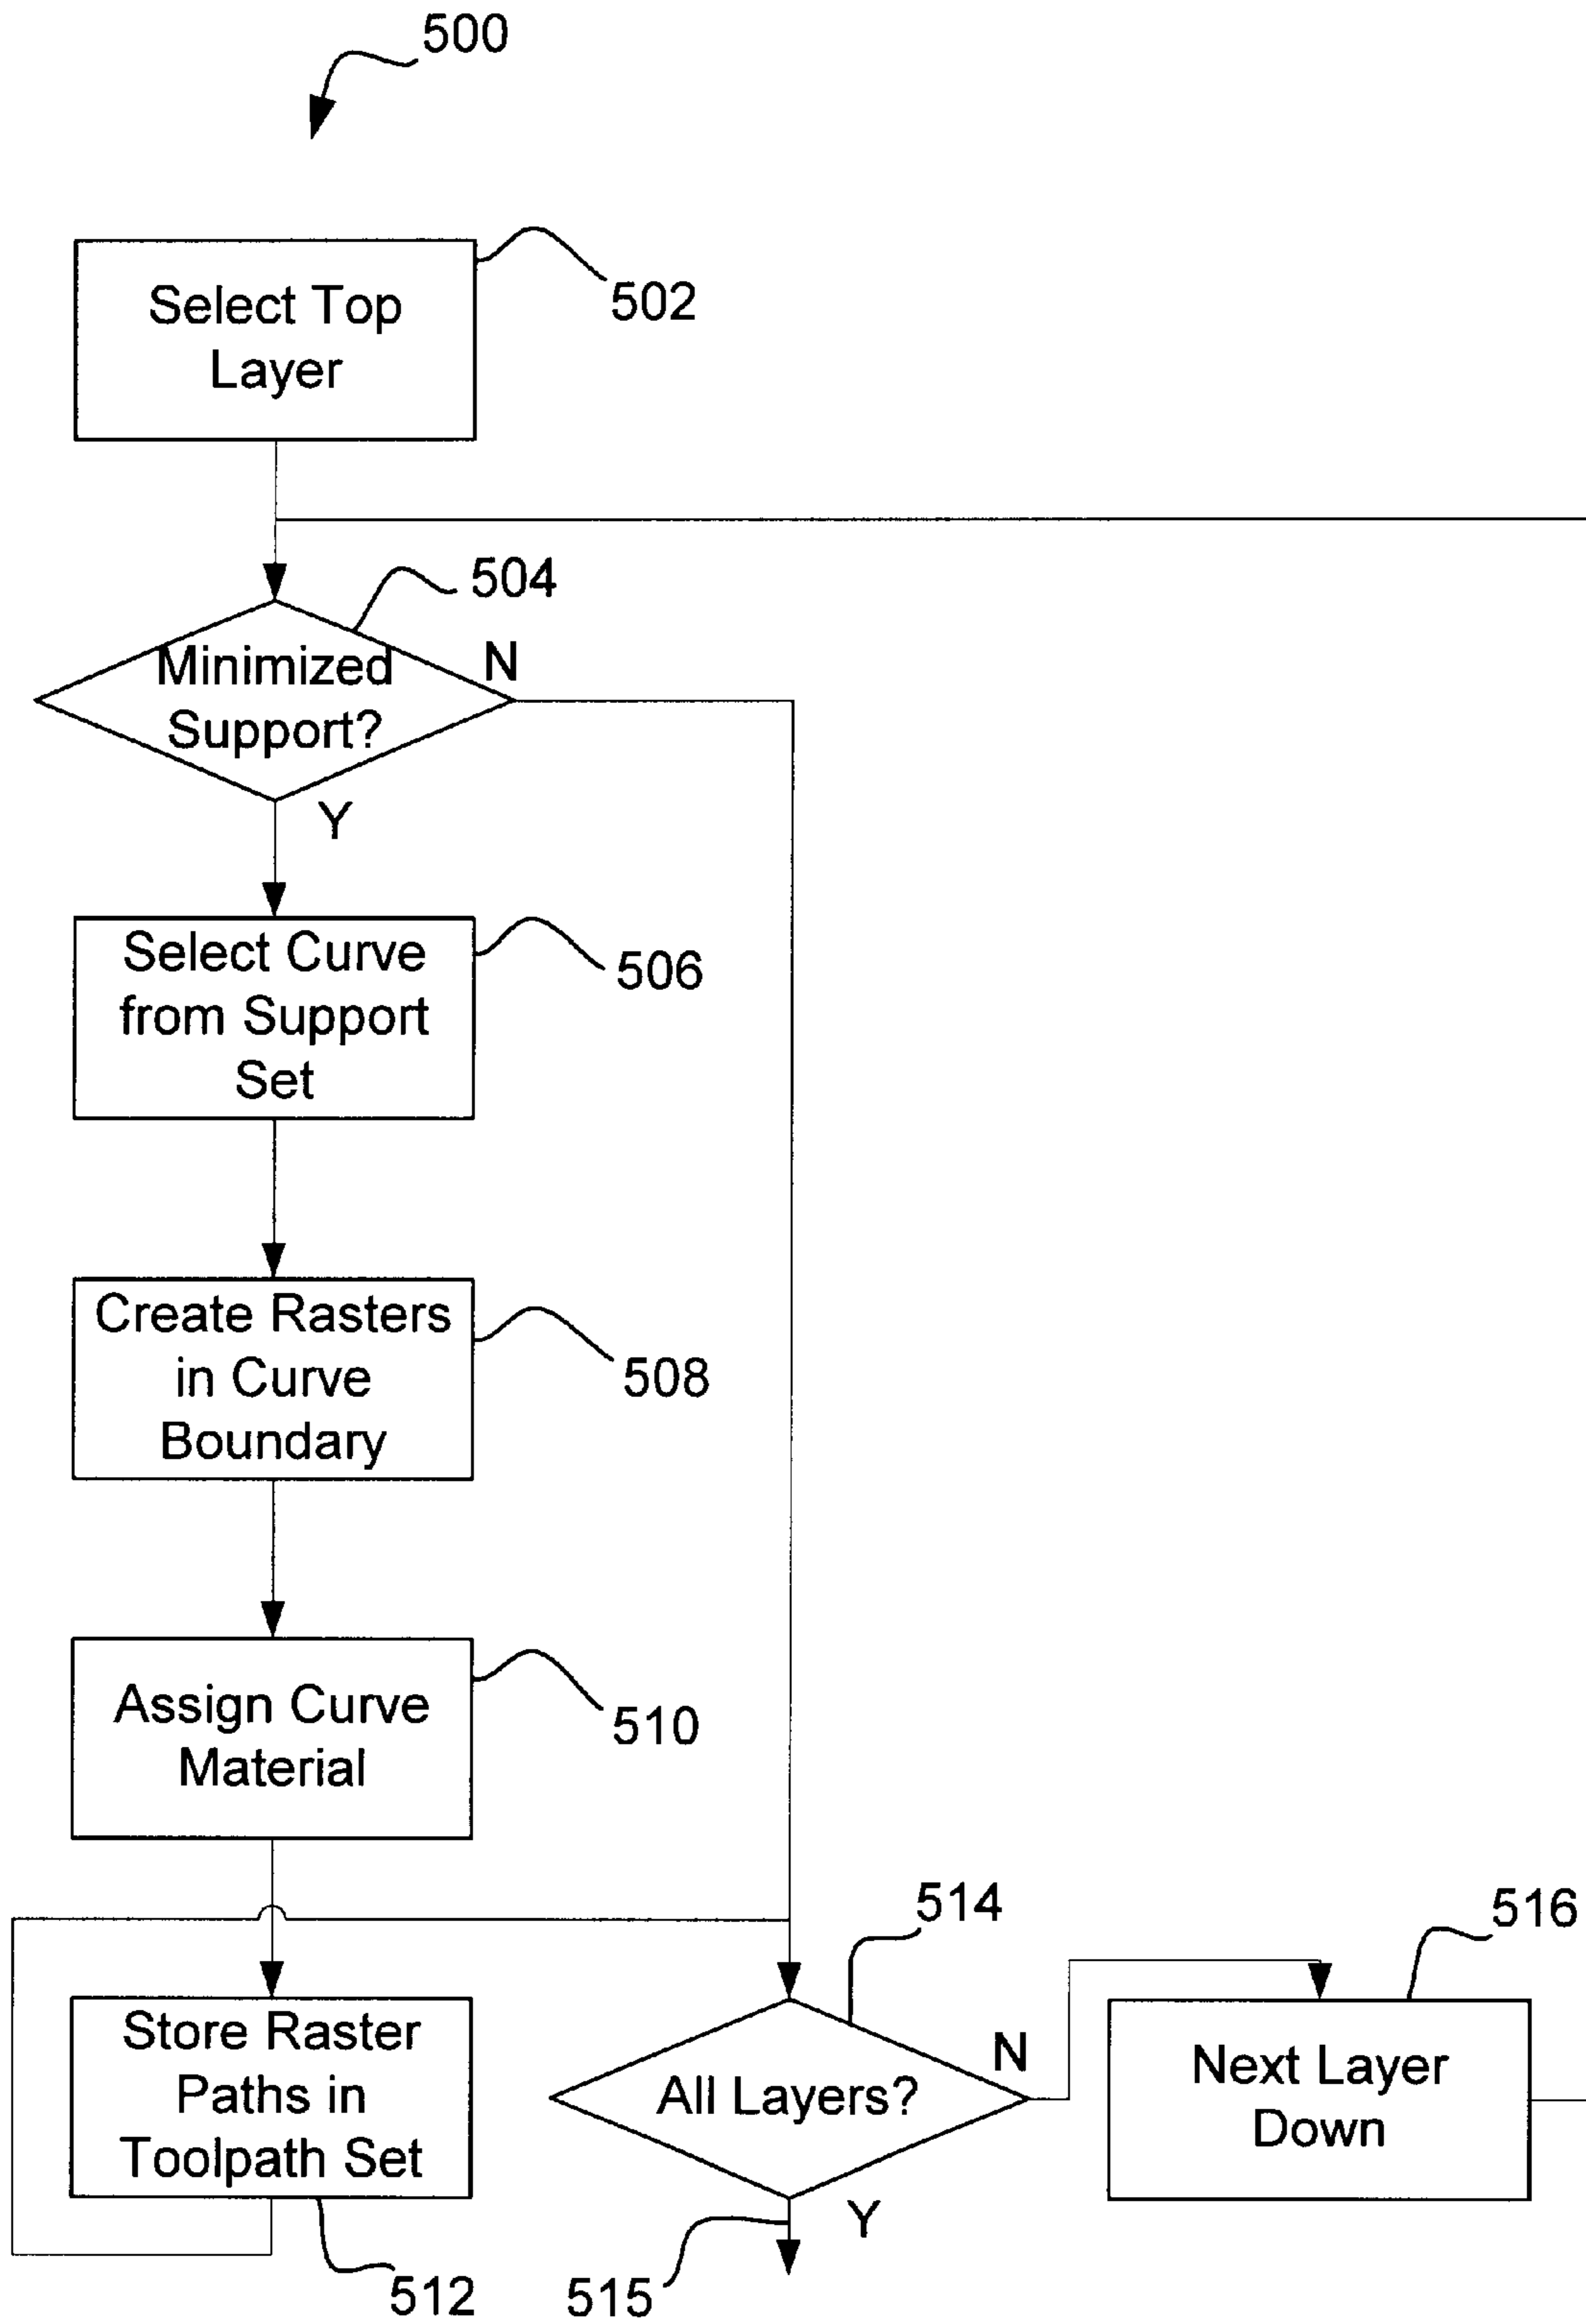 500
Select Top
Layer
502
504
Minimized
Support?
N
Y
Select Curve
from Support
Set
506
Create Rasters
in Curve
Boundary
508
Assign Curve
Material
510
Store Raster
Paths in
Toolpath Set
512
514
All Layers?
N
Y
515
516
Next Layer
Down